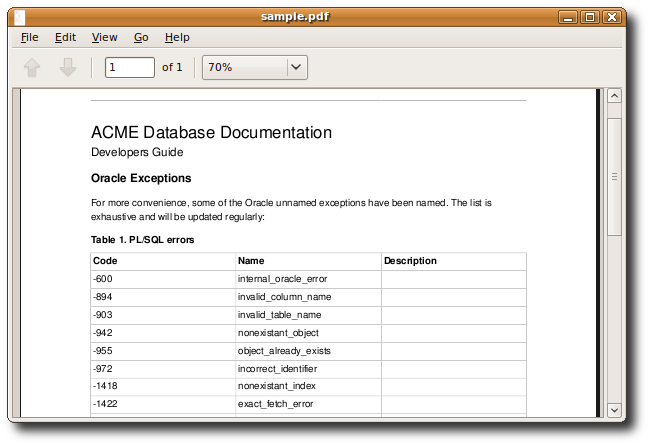 sample.pdf
File Edit View Go Help
1 of 1 70%
ACME Database Documentation
Developers Guide
Oracle Exceptions
For more convenience, some of the Oracle unnamed exceptions have been named. The list is
exhaustive and will be updated regularly:
Table 1. PL/SQL errors
Code Name Description
-600 internal_oracle_error
-894 invalid_column_name
-903 invalid_table_name
-942 nonexistant_object
-955 object_already_exists
-972 incorrect_identifier
-1418 nonexistant_index
-1422 exact_fetch_error